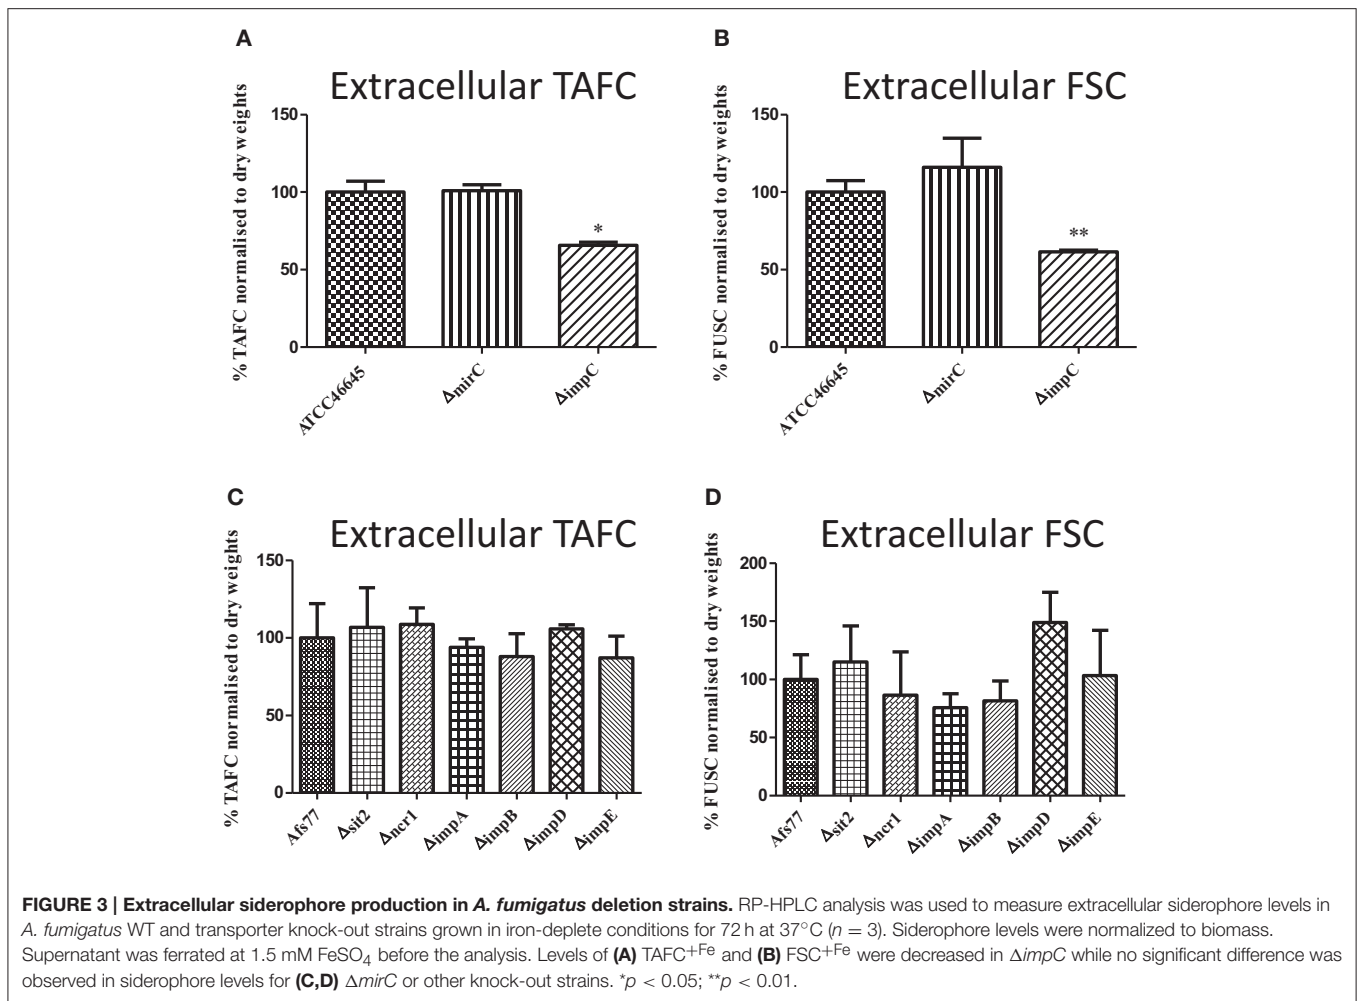 A
Extracellular TAFC
% TAFC normalised to dry weights
150
100
50
0
*
ATCC46645
ΔmirC
ΔimpC
B
Extracellular FSC
% FUSC normalised to dry weights
150
100
50
0
**
ATCC46645
ΔmirC
ΔimpC
C
Extracellular TAFC
% TAFC normalised to dry weights
150
100
50
0
Afs77
Δsit2
Δncr1
ΔimpA
ΔimpB
ΔimpD
ΔimpE
D
Extracellular FSC
% FUSC normalised to dry weights
200
150
100
50
0
Afs77
Δsit2
Δncr1
ΔimpA
ΔimpB
ΔimpD
ΔimpE
FIGURE 3 | Extracellular siderophore production in A. fumigatus deletion strains. RP-HPLC analysis was used to measure extracellular siderophore levels in
A. fumigatus WT and transporter knock-out strains grown in iron-deplete conditions for 72 h at 37°C (n = 3). Siderophore levels were normalized to biomass.
Supernatant was ferrated at 1.5 mM FeSO₄ before the analysis. Levels of (A) TAFC⁺ᶠᵉ and (B) FSC⁺ᶠᵉ were decreased in ΔimpC while no significant difference was
observed in siderophore levels for (C,D) ΔmirC or other knock-out strains. *p < 0.05; **p < 0.01.